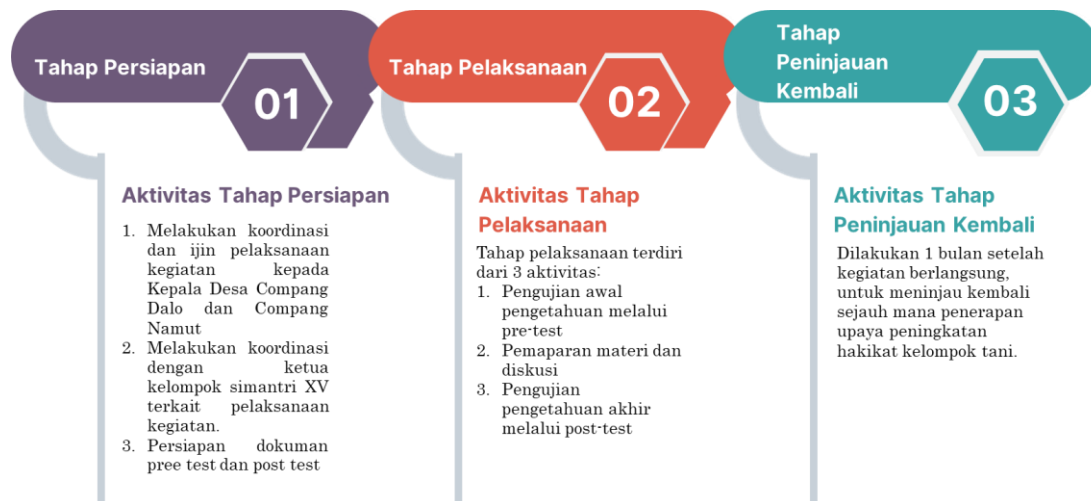 Tahap Persiapan
01
Aktivitas Tahap Persiapan
1. Melakukan koordinasi
dan ijin pelaksanaan
kegiatan kepada
Kepala Desa Compang
Dalo dan Compang
Namut
2. Melakukan koordinasi
dengan ketua
kelompok simantri XV
terkait pelaksanaan
kegiatan.
3. Persiapan dokuman
pree test dan post test
Tahap Pelaksanaan
02
Aktivitas Tahap
Pelaksanaan
Tahap pelaksanaan terdiri
dari 3 aktivitas:
1. Pengujian awal
pengetahuan melalui
pre-test
2. Pemaparan materi dan
diskusi
3. Pengujian
pengetahuan akhir
melalui post-test
Tahap
Peninjauan
Kembali
03
Aktivitas Tahap
Peninjauan Kembali
Dilakukan 1 bulan setelah
kegiatan berlangsung,
untuk meninjau kembali
sejauh mana penerapan
upaya peningkatan
hakikat kelompok tani.